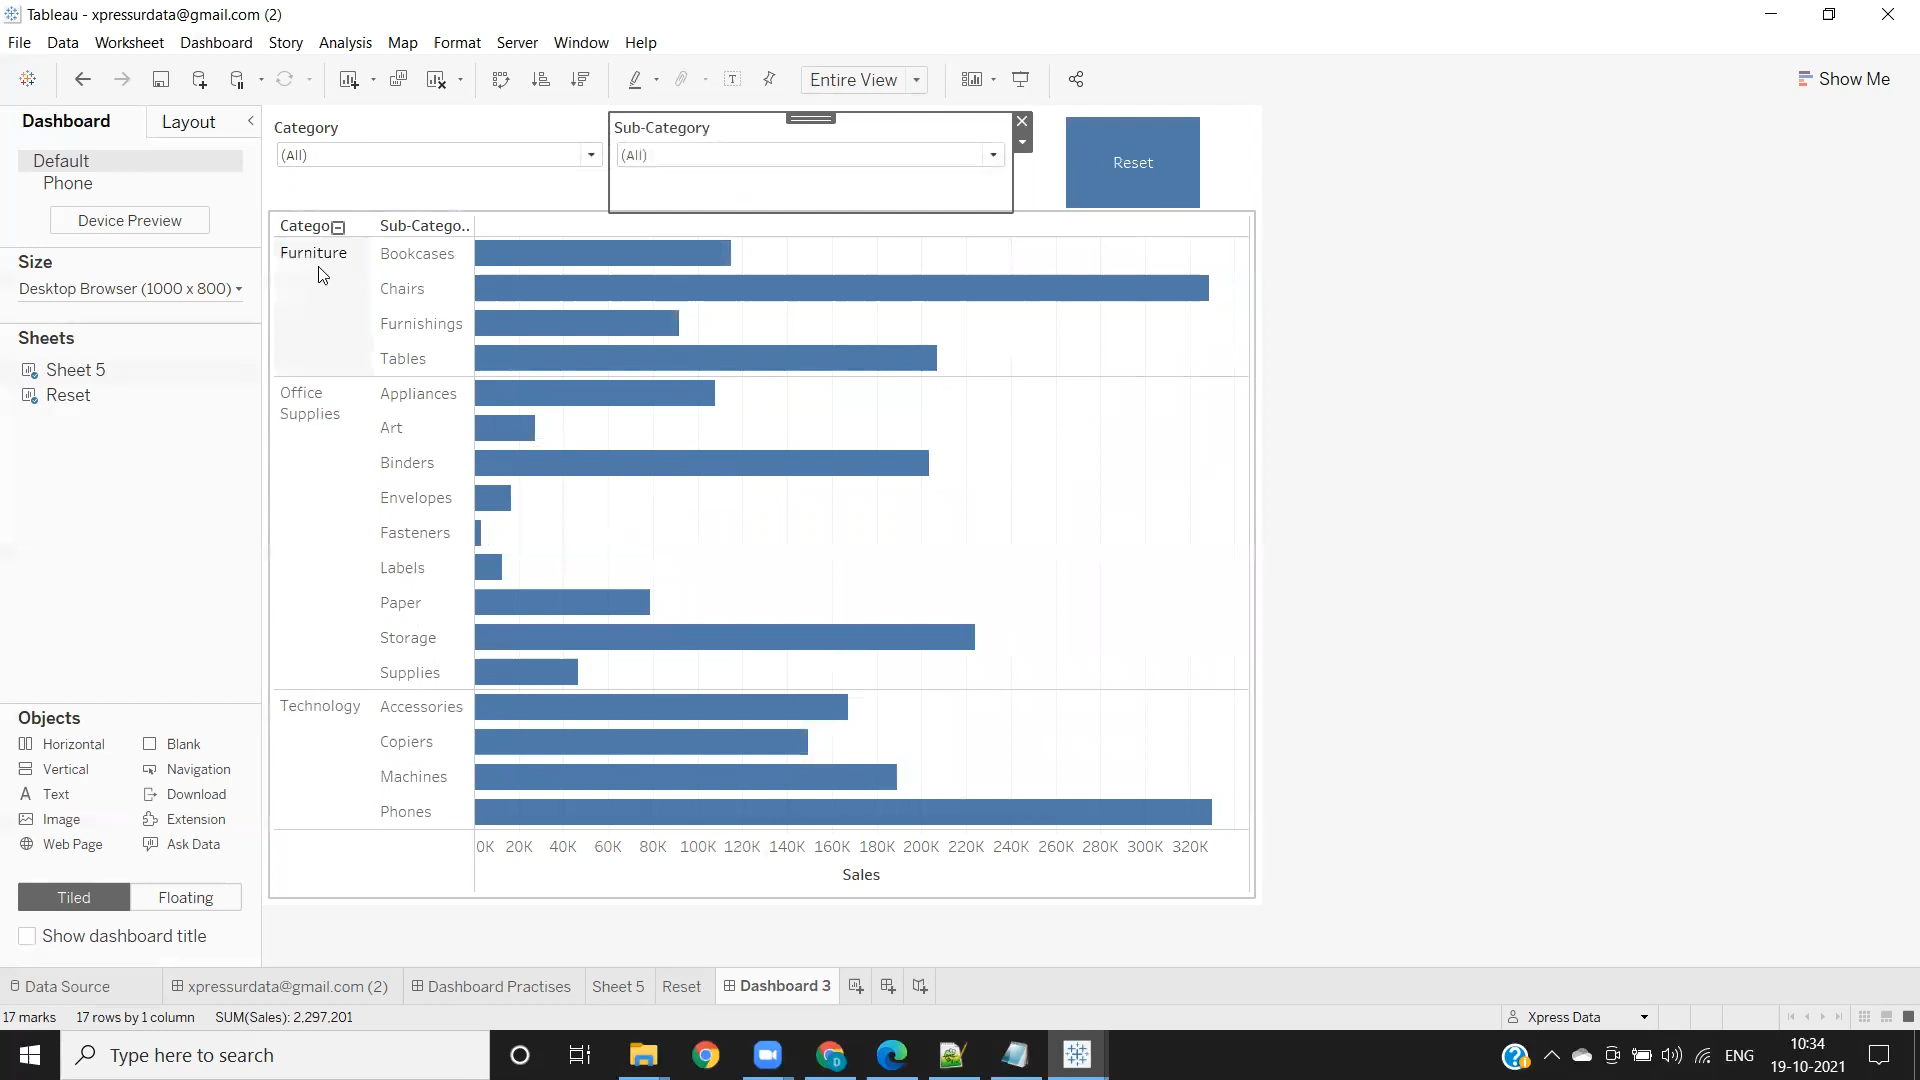 Tableau - xpressurdata@gmail.com (2)
File Data Worksheet Dashboard Story Analysis Map Format Server Window Help
Entire View
Show Me
Dashboard Layout
Default
Phone
Device Preview
Size
Desktop Browser (1000 x 800)
Sheets
Sheet 5
Reset
Objects
Horizontal Blank
Vertical Navigation
Text Download
Image Extension
Web Page Ask Data
Tiled Floating
Show dashboard title
Category
(All)
Sub-Category
(All)
Reset
Catego Sub-Catego..
Furniture Bookcases
Chairs
Furnishings
Tables
Office Supplies Appliances
Art
Binders
Envelopes
Fasteners
Labels
Paper
Storage
Supplies
Technology Accessories
Copiers
Machines
Phones
0K 20K 40K 60K 80K 100K 120K 140K 160K 180K 200K 220K 240K 260K 280K 300K 320K
Sales
Data Source xpressurdata@gmail.com (2) Dashboard Practises Sheet 5 Reset Dashboard 3
17 marks 17 rows by 1 column SUM(Sales): 2,297,201 Xpress Data
Type here to search
ENG
10:34
19-10-2021